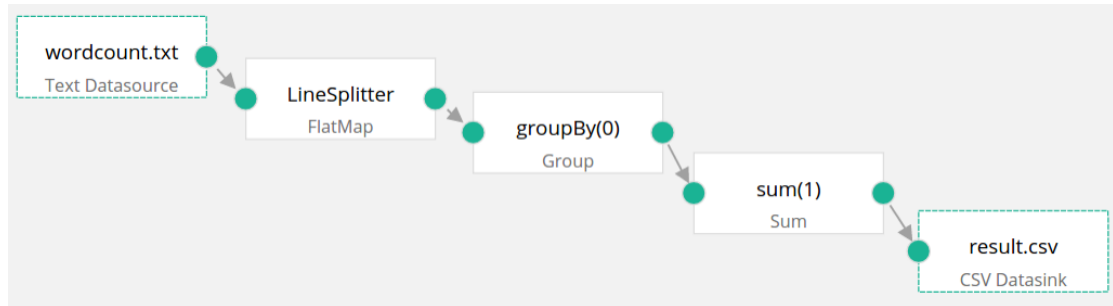 wordcount.txt
Text Datasource
LineSplitter
FlatMap
groupBy(0)
Group
sum(1)
Sum
result.csv
CSV Datasink